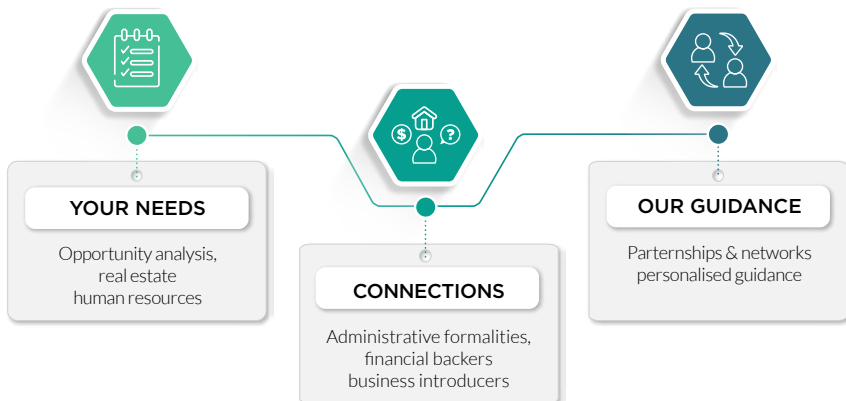 YOUR NEEDS
Opportunity analysis,
real estate
human resources
$
?
CONNECTIONS
Administrative formalities,
financial backers
business introducers
OUR GUIDANCE
Parternships & networks
personalised guidance